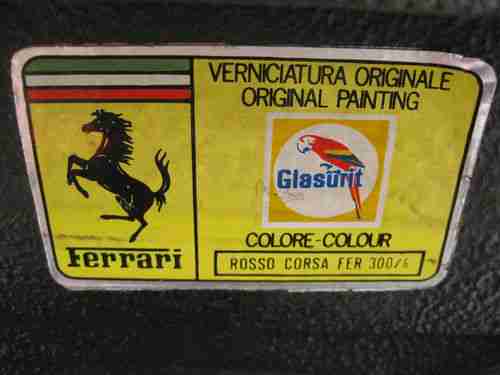 VERNICIATURA ORIGINALE
ORIGINAL PAINTING
Glasurit
COLORE-COLOUR
ROSSO CORSA FER 300/6
Ferrari